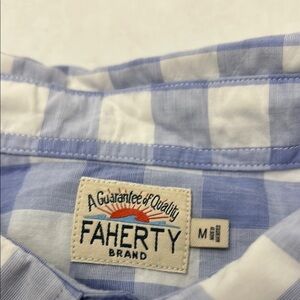 A Guarantee of Quality
FAHERTY
BRAND
M